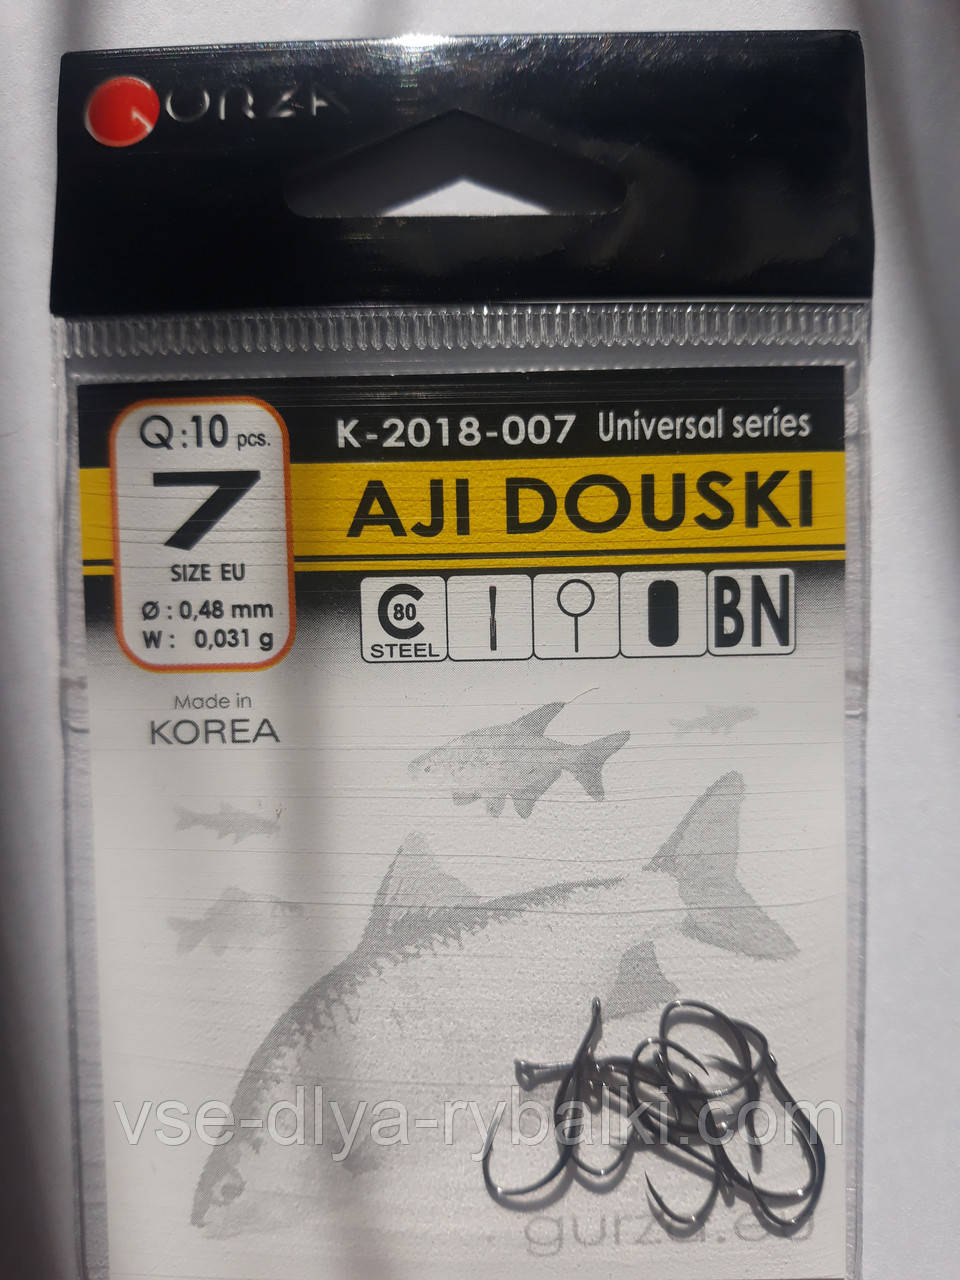 GURZA
Q:10 pcs.
7
SIZE EU
Ø : 0,48 mm
W : 0,031 g
K-2018-007 Universal series
AJI DOUSKI
C 80 STEEL
BN
Made in
KOREA
vse-dlya-rybalki.com
gurza.eu